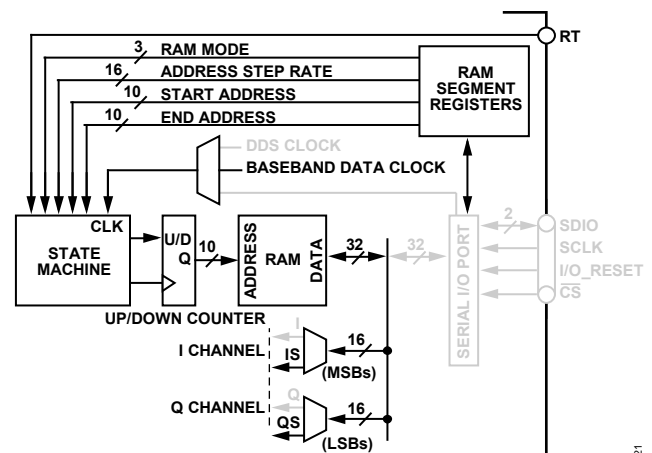 RT
3 RAM MODE
16 ADDRESS STEP RATE
10 START ADDRESS
10 END ADDRESS
RAM
SEGMENT
REGISTERS
DDS CLOCK
BASEBAND DATA CLOCK
CLK
STATE
MACHINE
U/D
Q
10
ADDRESS
RAM
DATA
32
32
SERIAL I/O PORT
2
SDIO
SCLK
I/O_RESET
CS
UP/DOWN COUNTER
I
I CHANNEL
IS
16
(MSBs)
Q
Q CHANNEL
QS
16
(LSBs)
21